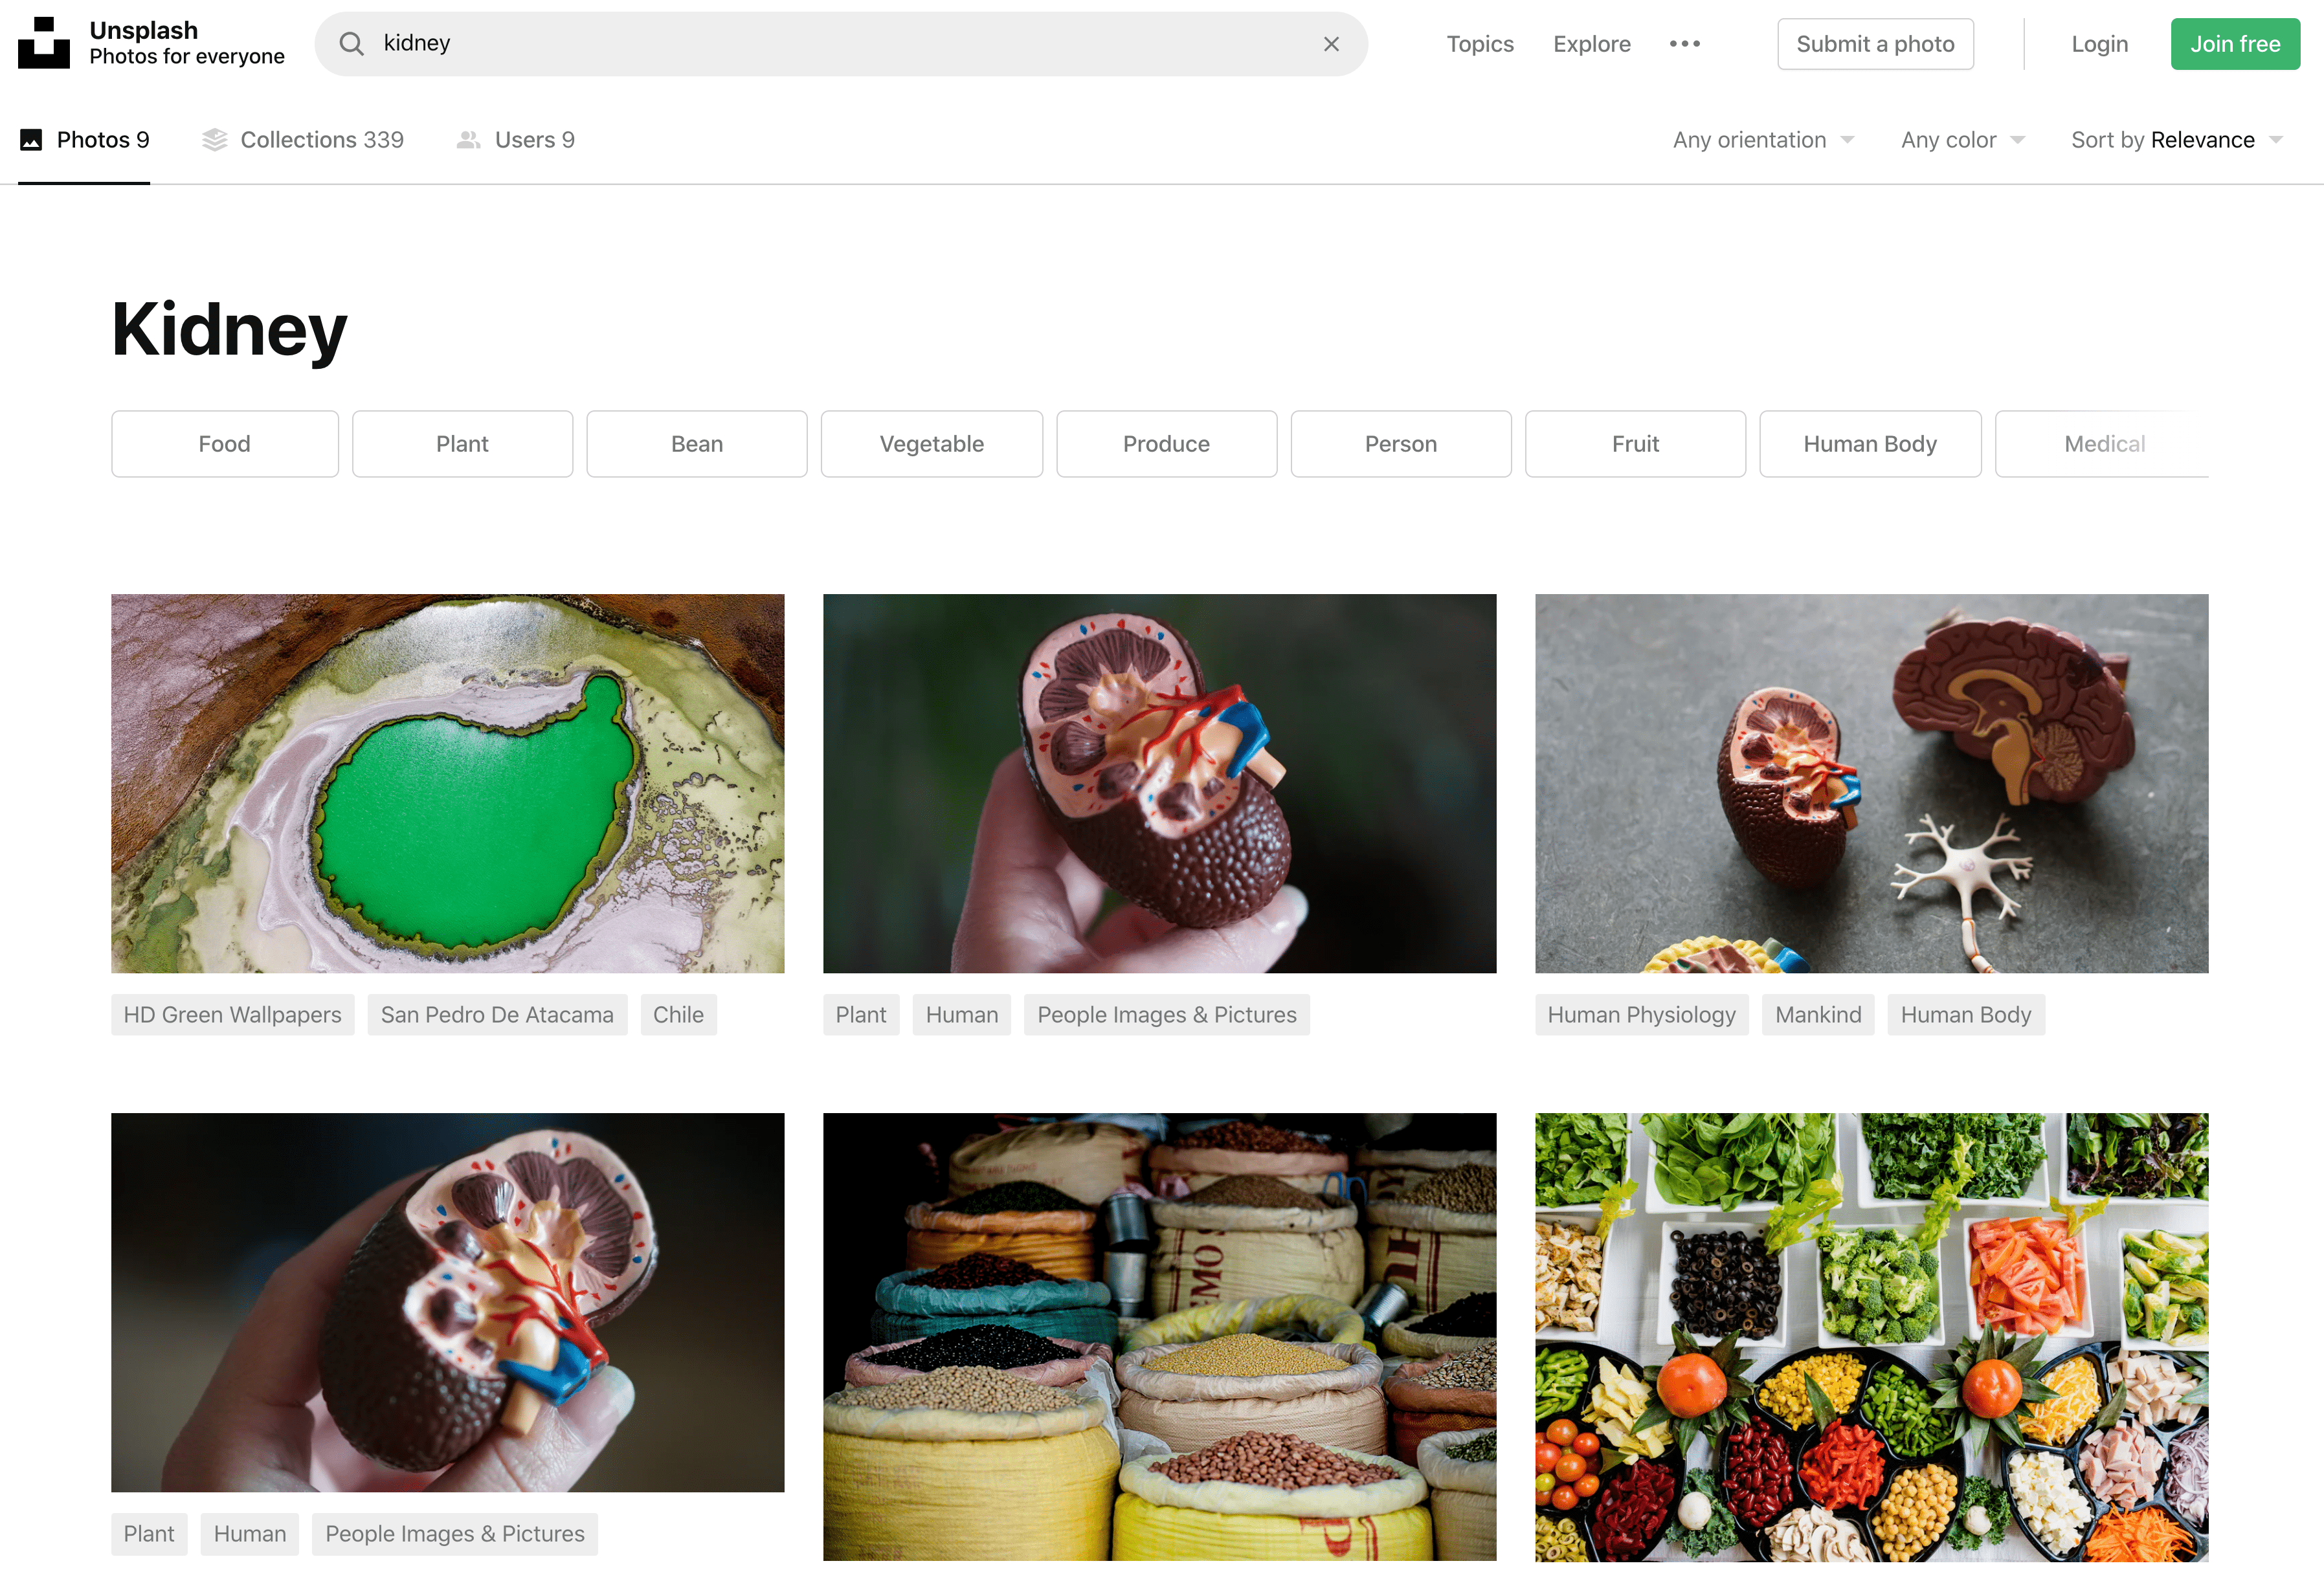 Unsplash
Photos for everyone
kidney
Topics
Explore
Submit a photo
Login
Join free
Photos 9
Collections 339
Users 9
Any orientation
Any color
Sort by Relevance
Kidney
Food
Plant
Bean
Vegetable
Produce
Person
Fruit
Human Body
Medical
HD Green Wallpapers
San Pedro De Atacama
Chile
Plant
Human
People Images & Pictures
Human Physiology
Mankind
Human Body
Plant
Human
People Images & Pictures